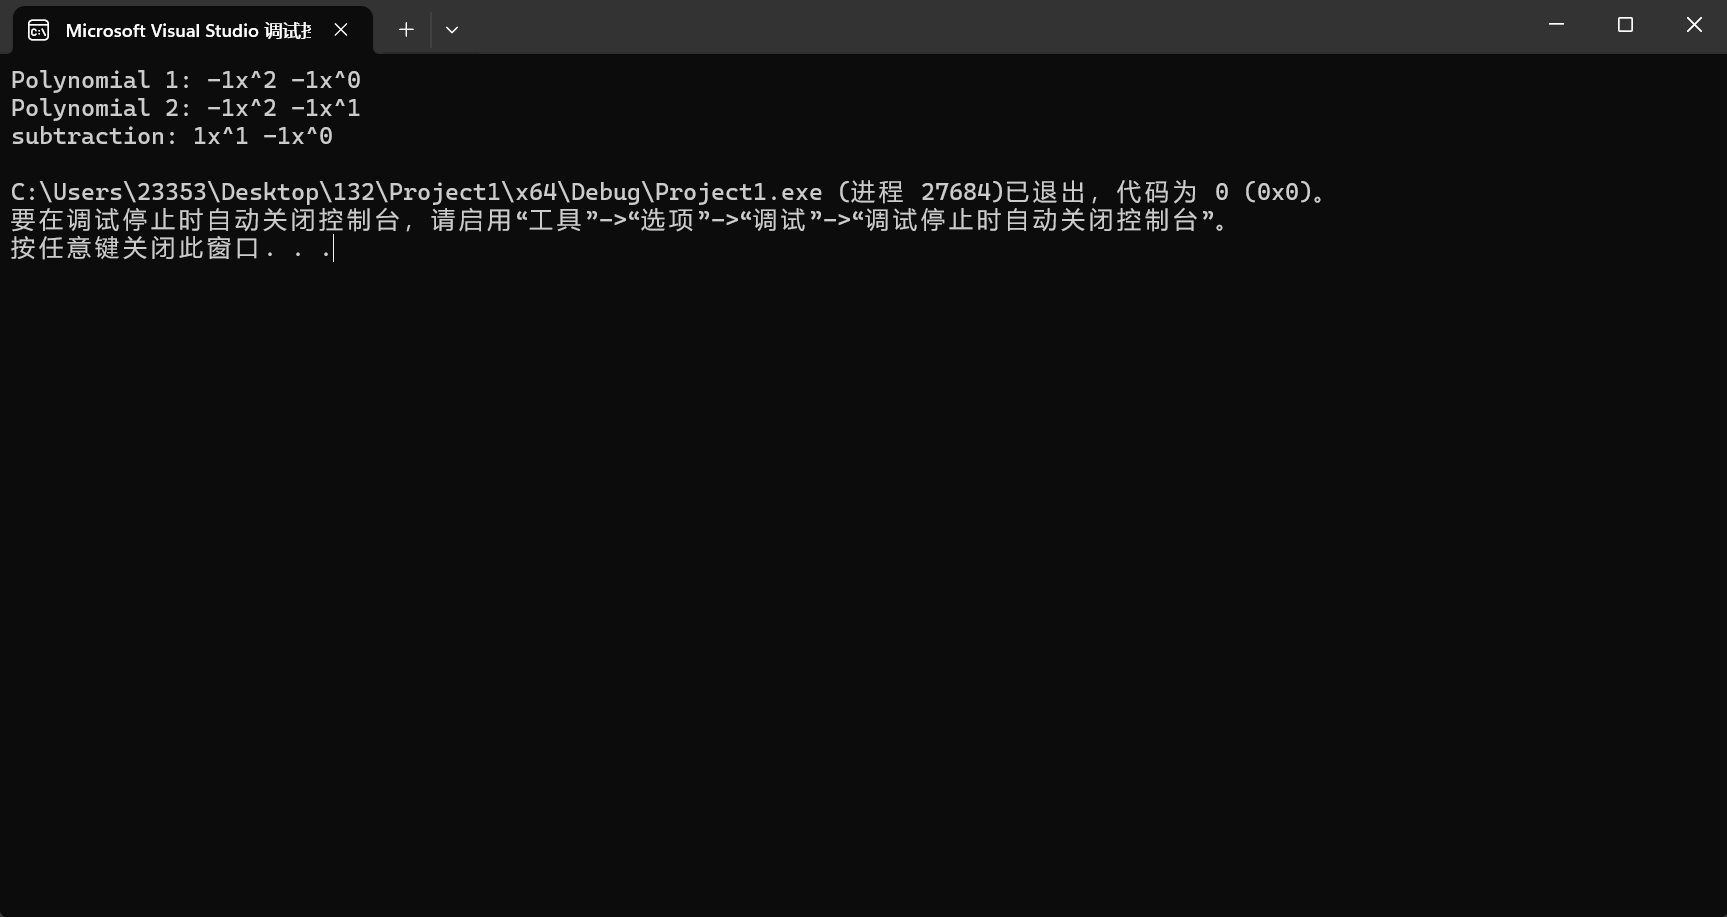 Microsoft Visual Studio 调试
Polynomial 1: -1x^2 -1x^0
Polynomial 2: -1x^2 -1x^1
subtraction: 1x^1 -1x^0
C:\Users\23353\Desktop\132\Project1\x64\Debug\Project1.exe (进程 27684)已退出，代码为 0 (0x0)。
要在调试停止时自动关闭控制台，请启用“工具”->“选项”->“调试”->“调试停止时自动关闭控制台”。
按任意键关闭此窗口. . .